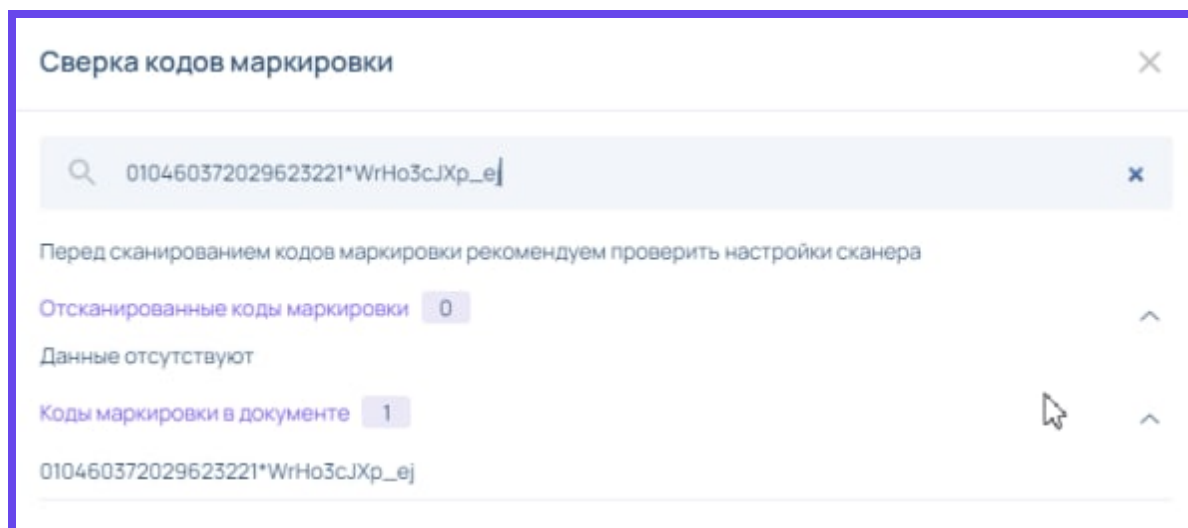 Сверка кодов маркировки
010460372029623221*WrHo3cJXp_ej
Перед сканированием кодов маркировки рекомендуем проверить настройки сканера
Отсканированные коды маркировки 0
Данные отсутствуют
Коды маркировки в документе 1
010460372029623221*WrHo3cJXp_ej